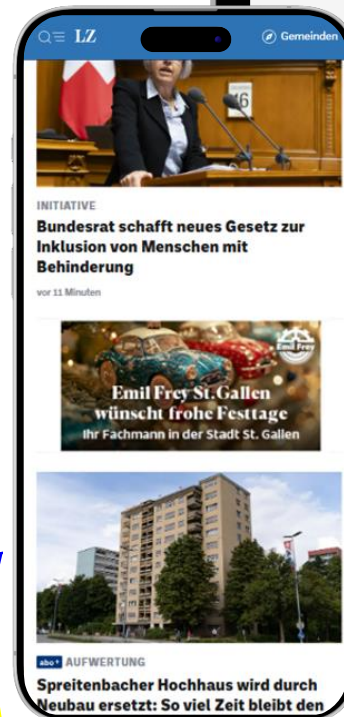 LZ
Gemeinden
16
INITIATIVE
Bundesrat schafft neues Gesetz zur
Inklusion von Menschen mit
Behinderung
vor 11 Minuten
Emil Frey
Emil Frey St. Gallen
wünscht frohe Festtage
Ihr Fachmann in der Stadt St. Gallen
abo+ AUFWERTUNG
Spreitenbacher Hochhaus wird durch
Neubau ersetzt: So viel Zeit bleibt den